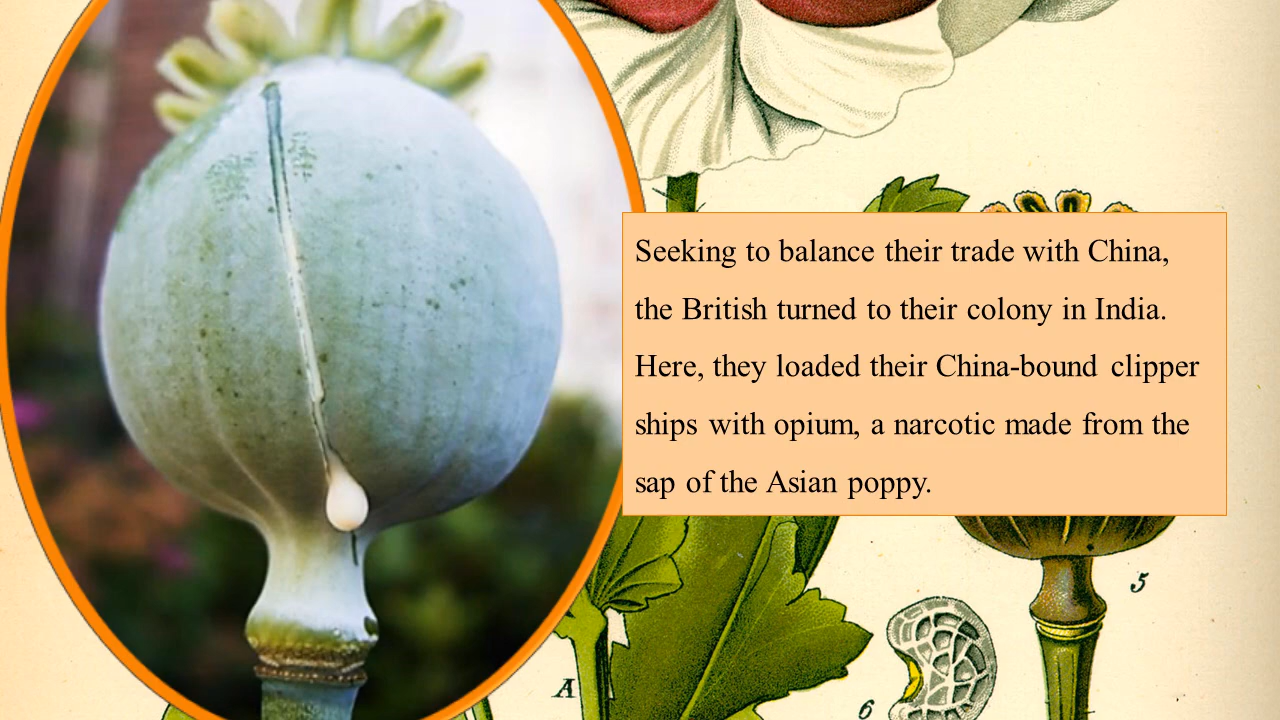 Seeking to balance their trade with China,
the British turned to their colony in India.
Here, they loaded their China-bound clipper
ships with opium, a narcotic made from the
sap of the Asian poppy.
5
A
6